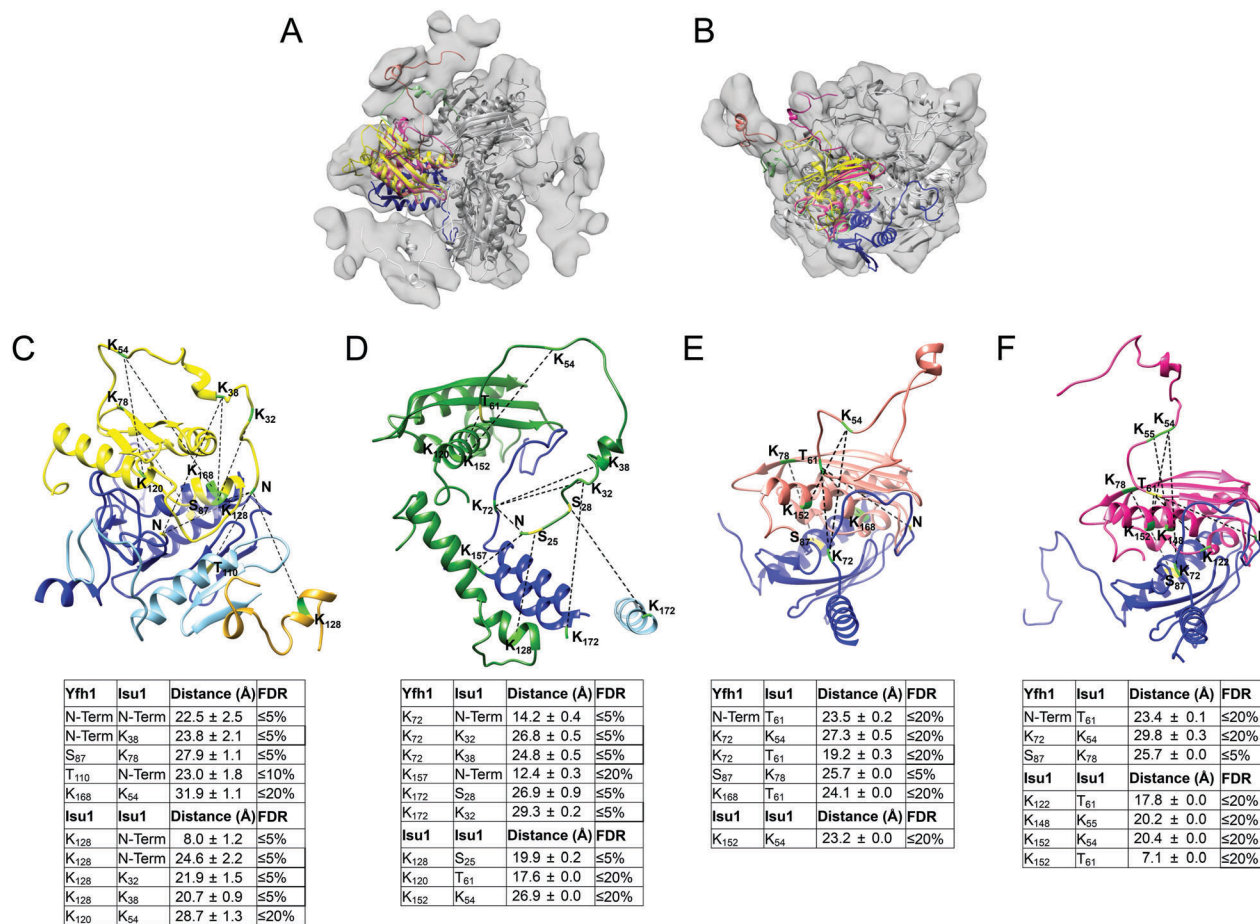 A
B
C
D
E
F
K54
K78
K38
K32
K120
K168
S87
K128
N
N
T110
K128
K54
T61
K120
K152
K38
K32
K72
N
S28
S25
K157
K172
K128
K172
K54
K78
T61
K152
K168
N
S87
K72
K55
K54
K78
T61
K152
K148
K122
K72
S87
Yfh1 Isu1 Distance (Å) FDR
N-Term N-Term 22.5 ± 2.5 ≤5%
N-Term K38 23.8 ± 2.1 ≤5%
S87 K78 27.9 ± 1.1 ≤5%
T110 N-Term 23.0 ± 1.8 ≤10%
K168 K54 31.9 ± 1.1 ≤20%
Isu1 Isu1 Distance (Å) FDR
K128 N-Term 8.0 ± 1.2 ≤5%
K128 N-Term 24.6 ± 2.2 ≤5%
K128 K32 21.9 ± 1.5 ≤5%
K128 K38 20.7 ± 0.9 ≤5%
K120 K54 28.7 ± 1.3 ≤20%
Yfh1 Isu1 Distance (Å) FDR
K72 N-Term 14.2 ± 0.4 ≤5%
K72 K32 26.8 ± 0.5 ≤5%
K72 K38 24.8 ± 0.5 ≤5%
K157 N-Term 12.4 ± 0.3 ≤20%
K172 S28 26.9 ± 0.9 ≤5%
K172 K32 29.3 ± 0.2 ≤5%
Isu1 Isu1 Distance (Å) FDR
K128 S25 19.9 ± 0.2 ≤5%
K120 T61 17.6 ± 0.0 ≤20%
K152 K54 26.9 ± 0.0 ≤20%
Yfh1 Isu1 Distance (Å) FDR
N-Term T61 23.5 ± 0.2 ≤20%
K72 K54 27.3 ± 0.5 ≤20%
K72 T61 19.2 ± 0.3 ≤20%
S87 K78 25.7 ± 0.0 ≤5%
K168 T61 24.1 ± 0.0 ≤20%
Isu1 Isu1 Distance (Å) FDR
K152 K54 23.2 ± 0.0 ≤20%
Yfh1 Isu1 Distance (Å) FDR
N-Term T61 23.4 ± 0.1 ≤20%
K72 K54 29.8 ± 0.3 ≤20%
S87 K78 25.7 ± 0.0 ≤5%
Isu1 Isu1 Distance (Å) FDR
K122 T61 17.8 ± 0.0 ≤20%
K148 K55 20.2 ± 0.0 ≤20%
K152 K54 20.4 ± 0.0 ≤20%
K152 T61 7.1 ± 0.0 ≤20%